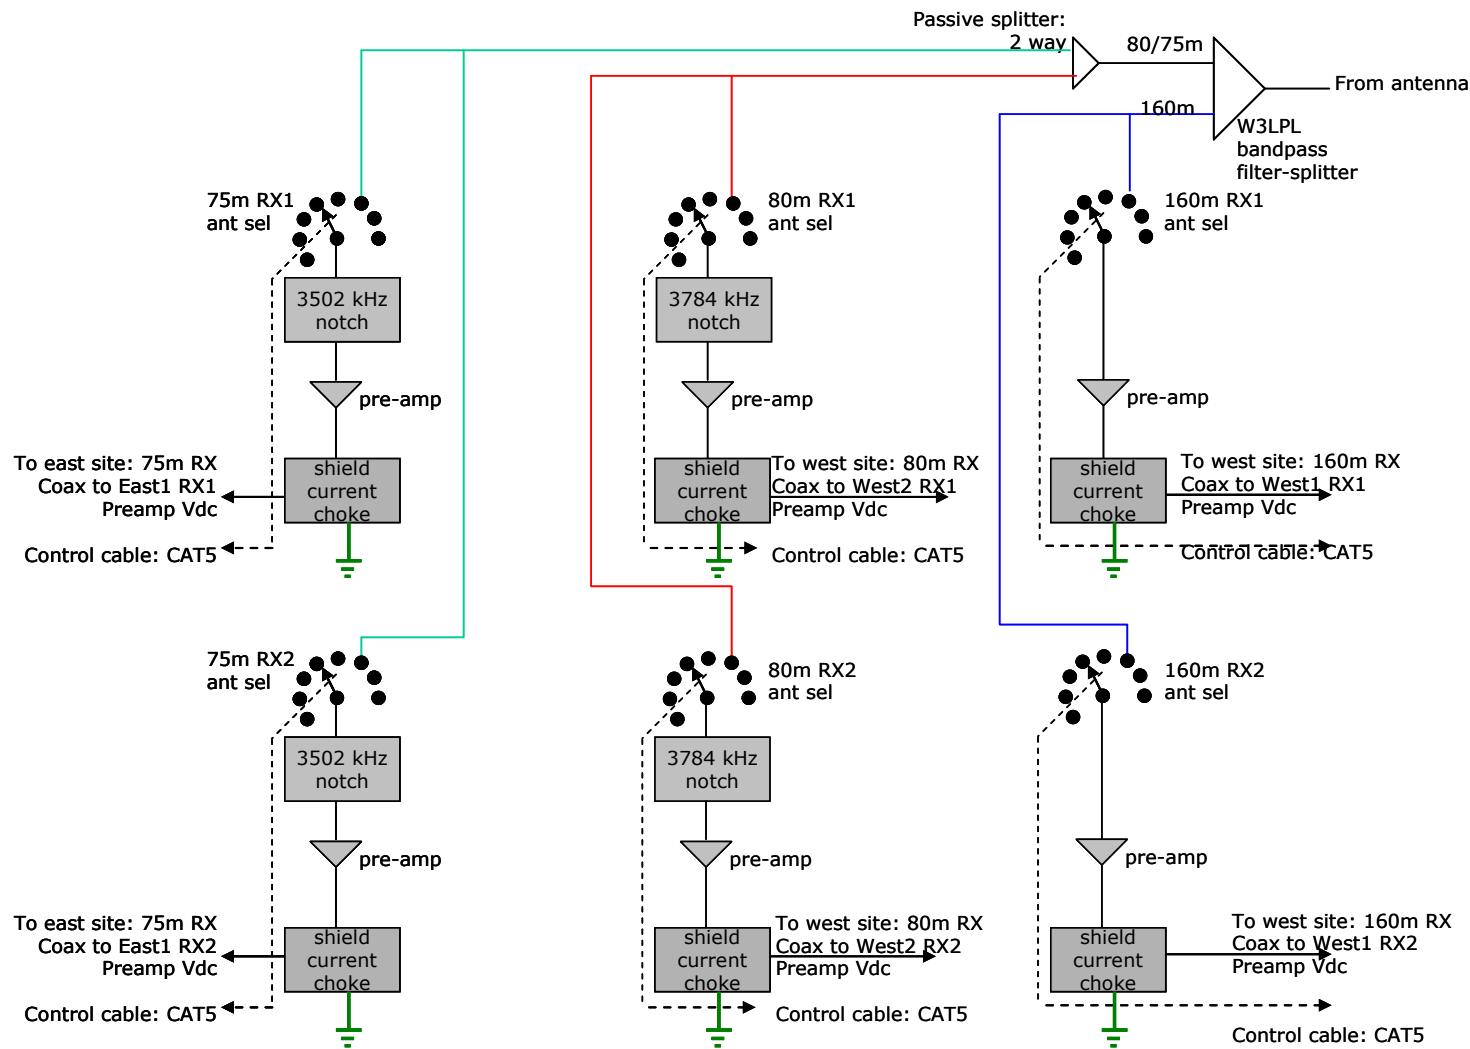 Passive splitter:
2 way
80/75m
From antenna
160m
W3LPL
bandpass
filter-splitter
75m RX1
ant sel
80m RX1
ant sel
160m RX1
ant sel
3502 kHz
notch
3784 kHz
notch
pre-amp
pre-amp
pre-amp
To east site: 75m RX
Coax to East1 RX1
Preamp Vdc
shield
current
choke
Control cable: CAT5
shield
current
choke
To west site: 80m RX
Coax to West2 RX1
Preamp Vdc
Control cable: CAT5
shield
current
choke
To west site: 160m RX
Coax to West1 RX1
Preamp Vdc
Control cable: CAT5
75m RX2
ant sel
80m RX2
ant sel
160m RX2
ant sel
3502 kHz
notch
3784 kHz
notch
pre-amp
pre-amp
pre-amp
To east site: 75m RX
Coax to East1 RX2
Preamp Vdc
shield
current
choke
Control cable: CAT5
shield
current
choke
To west site: 80m RX
Coax to West2 RX2
Preamp Vdc
Control cable: CAT5
shield
current
choke
To west site: 160m RX
Coax to West1 RX2
Preamp Vdc
Control cable: CAT5